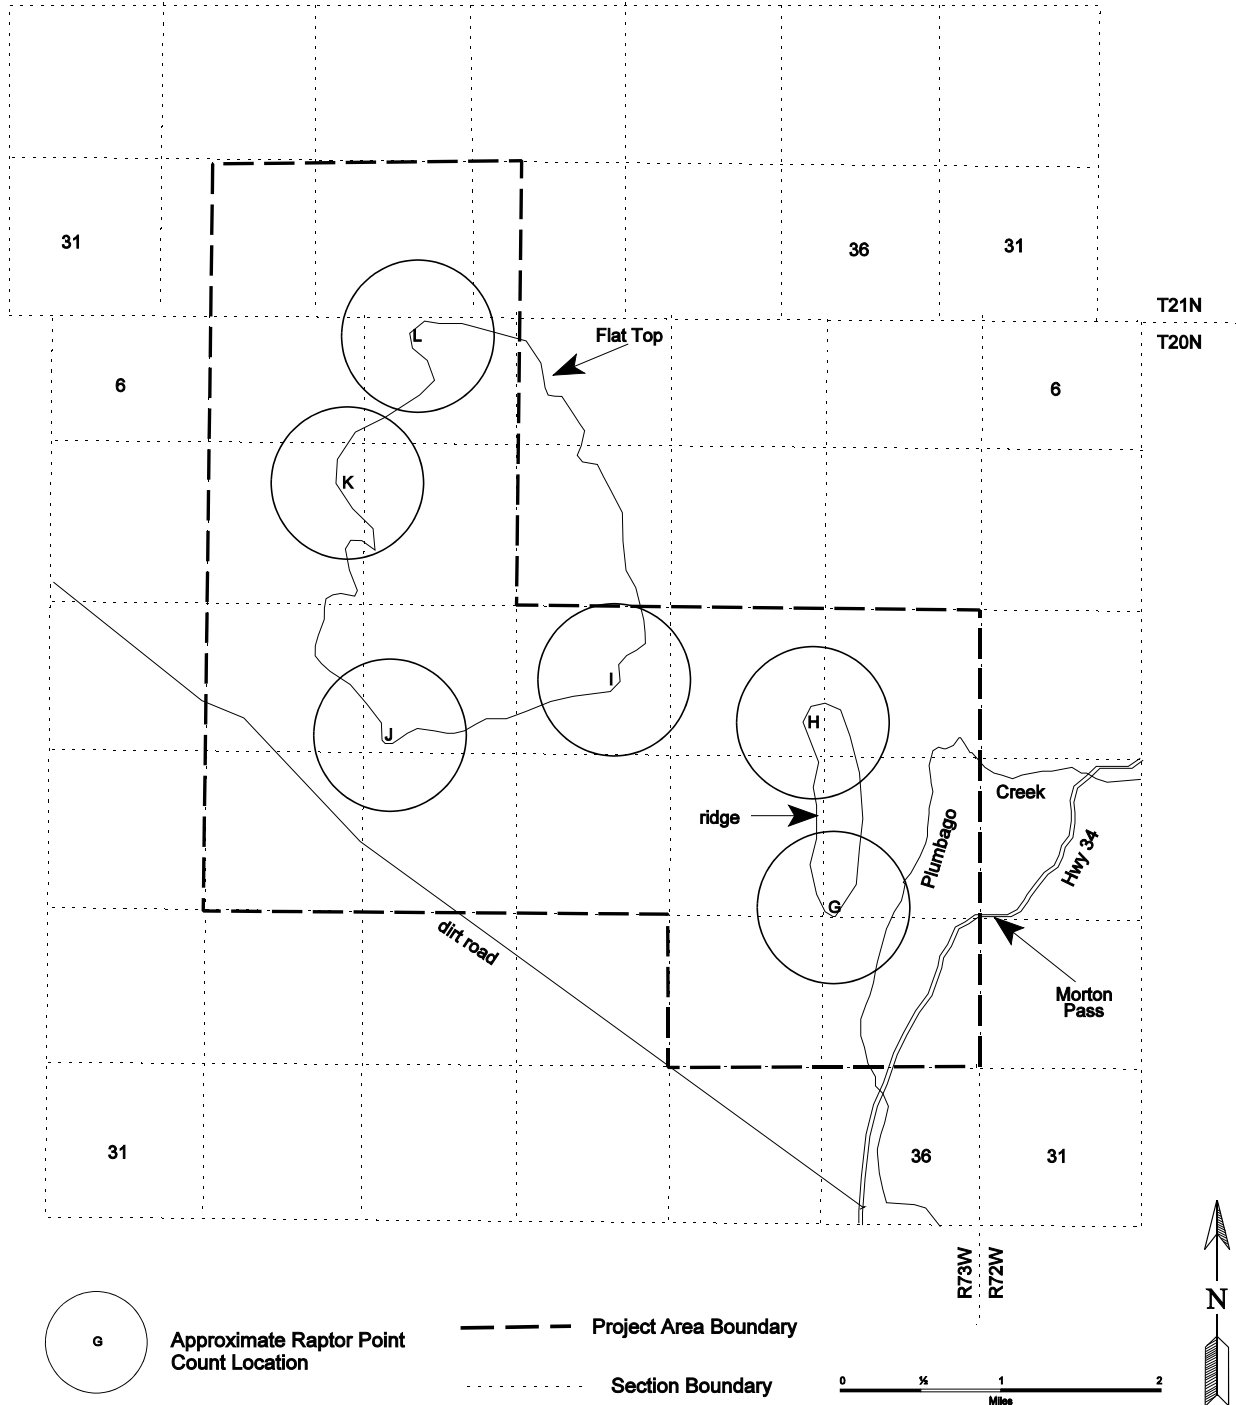 31
36
31
T21N
L
Flat Top
T20N
6
6
K
I
H
J
Creek
ridge
Plumbago
Hwy 34
G
dirt road
Morton
Pass
31
36
31
R73W
R72W
N
G
Approximate Raptor Point
Count Location
Project Area Boundary
Section Boundary
0 ½ 1 2
Miles